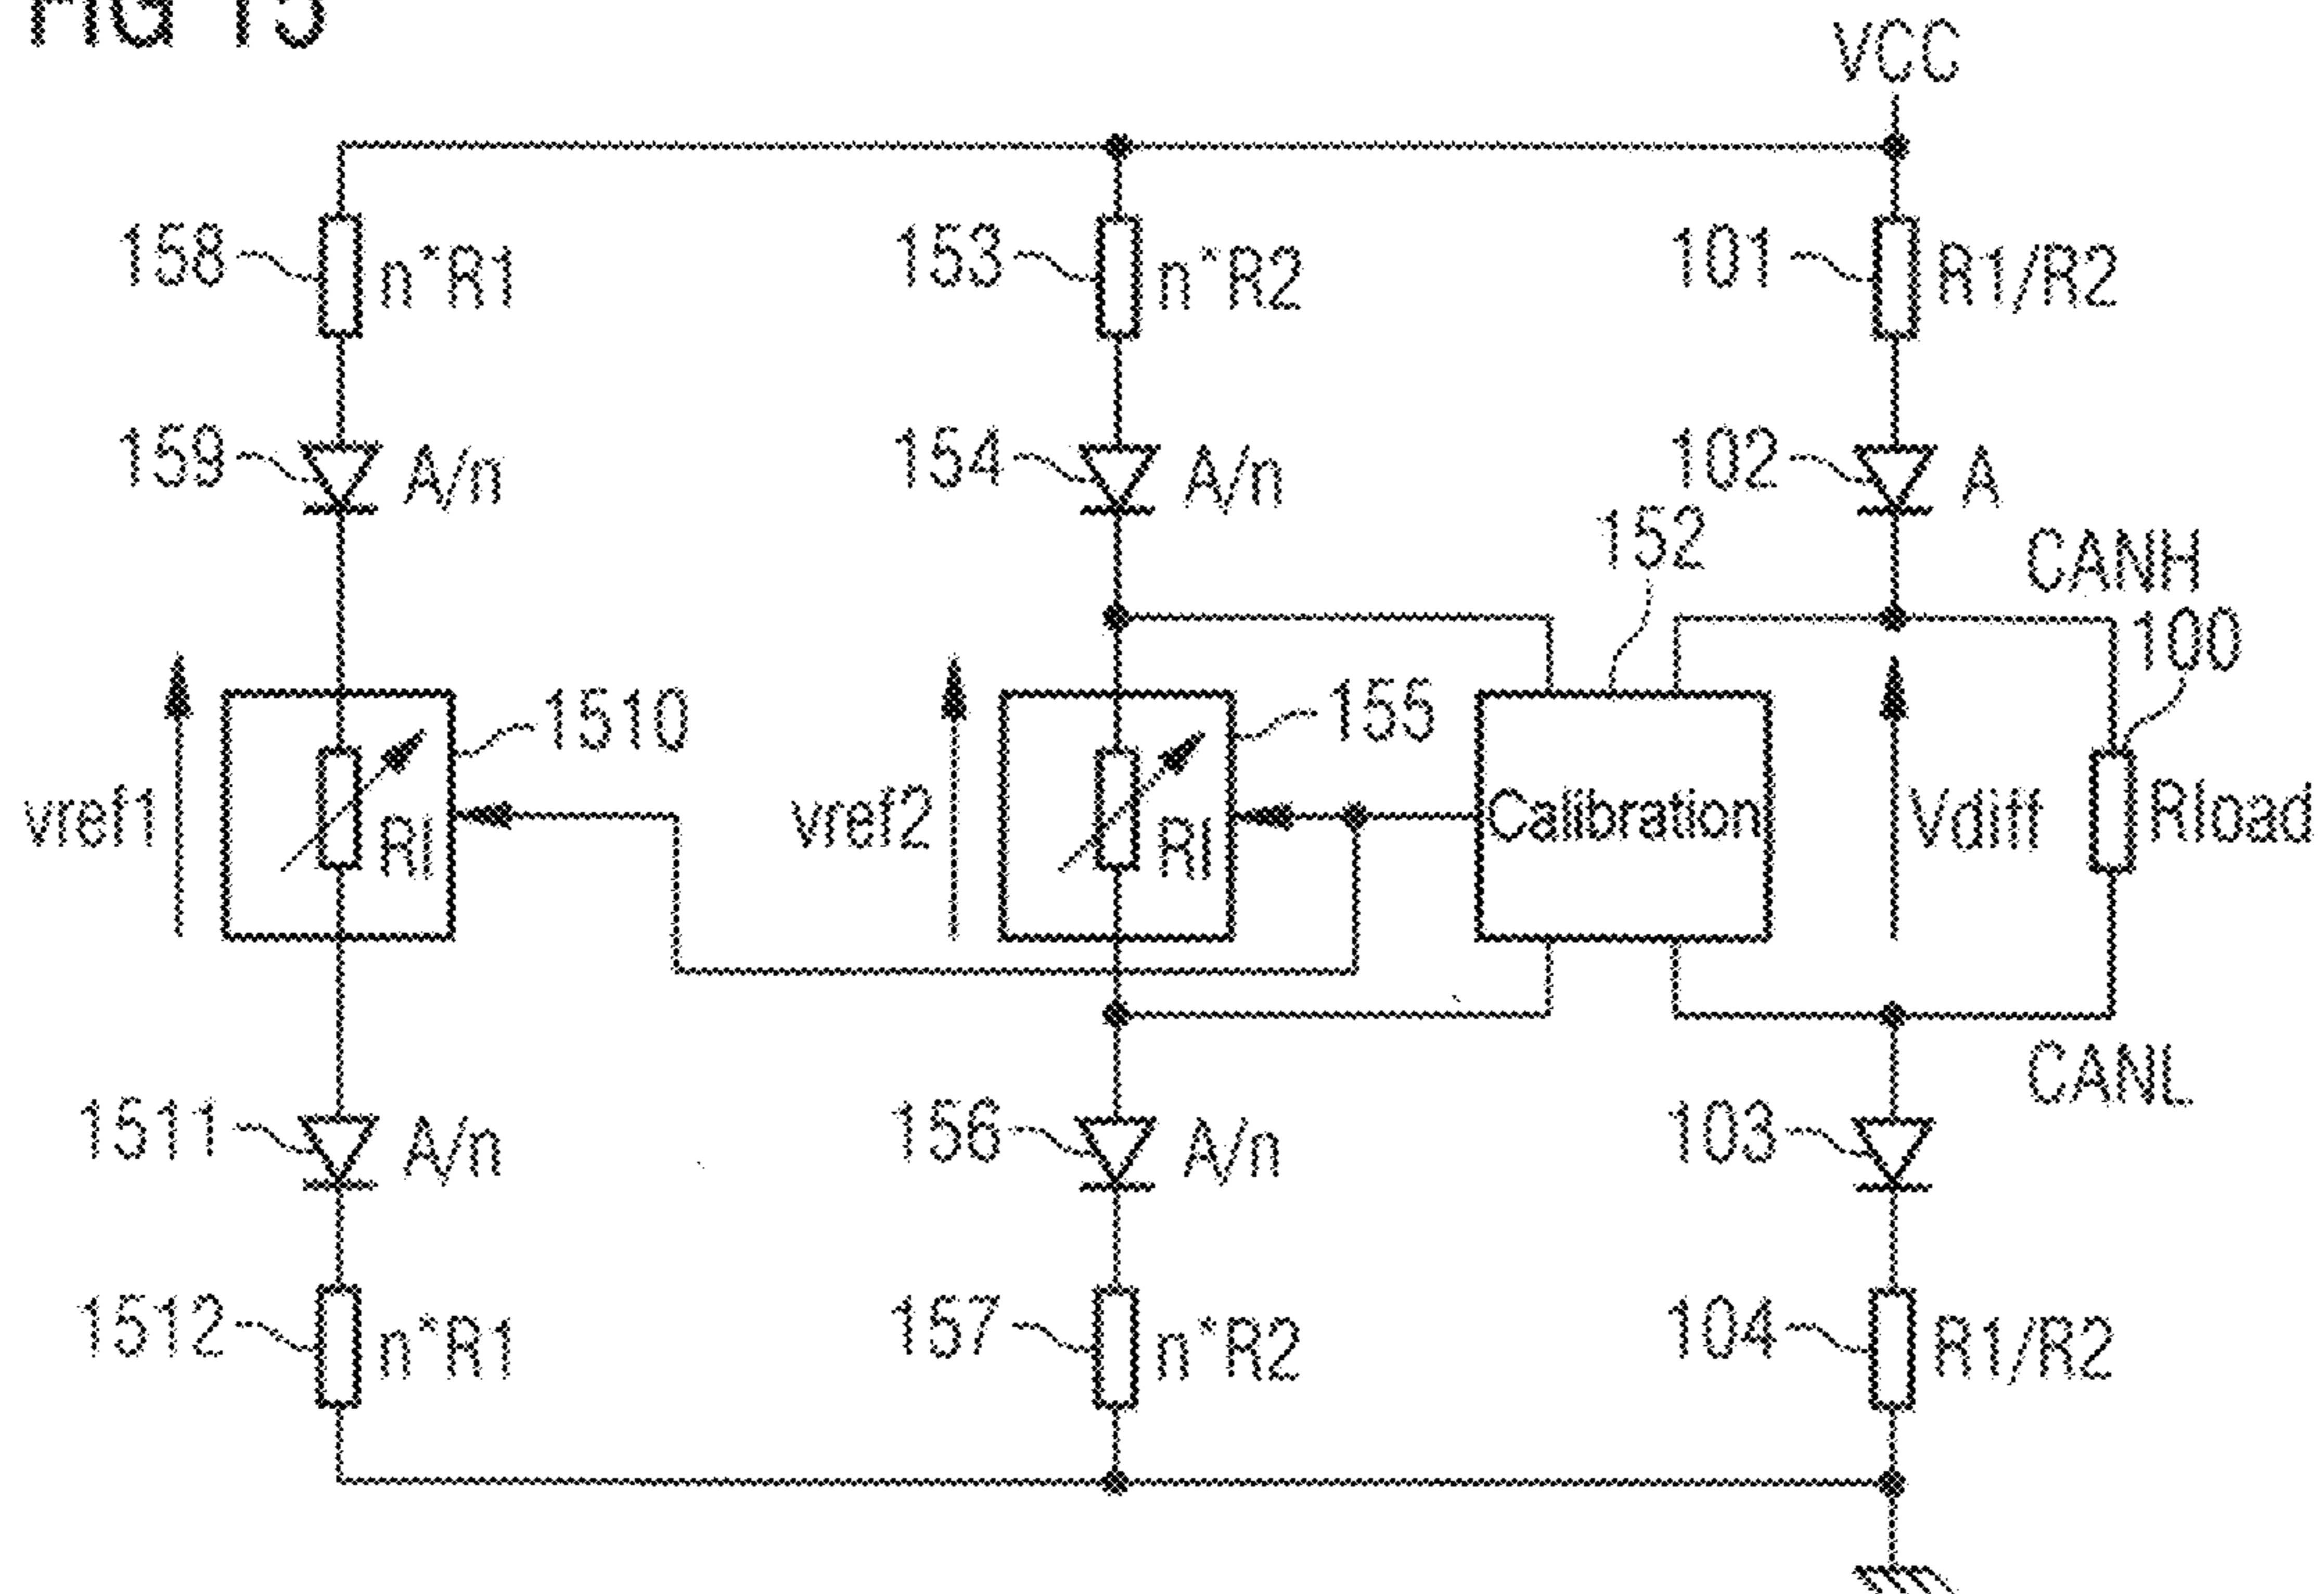 FIG 15
VCC
158 n*R1 153 n*R2 101 R1/R2
159 A/n 154 A/n 102 A
152
CANH
100
1510 155
vref1 RI vref2 RI Calibration Vdiff Rload
CANL
1511 A/n 156 A/n 103
1512 n*R1 157 n*R2 104 R1/R2